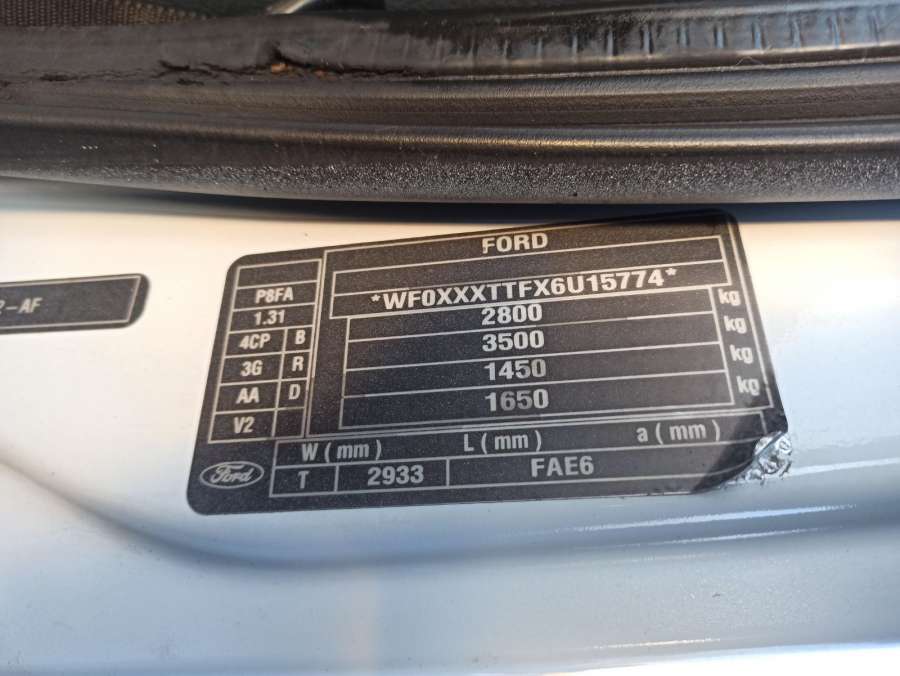 FORD
*WF0XXXTTFX6U15774*
P8FA
2800 kg
1.31
3500 kg
4CP B
1450 kg
3G R
1650 kg
AA D
V2
W (mm) L (mm) a (mm)
Ford T 2933 FAE6
-AF